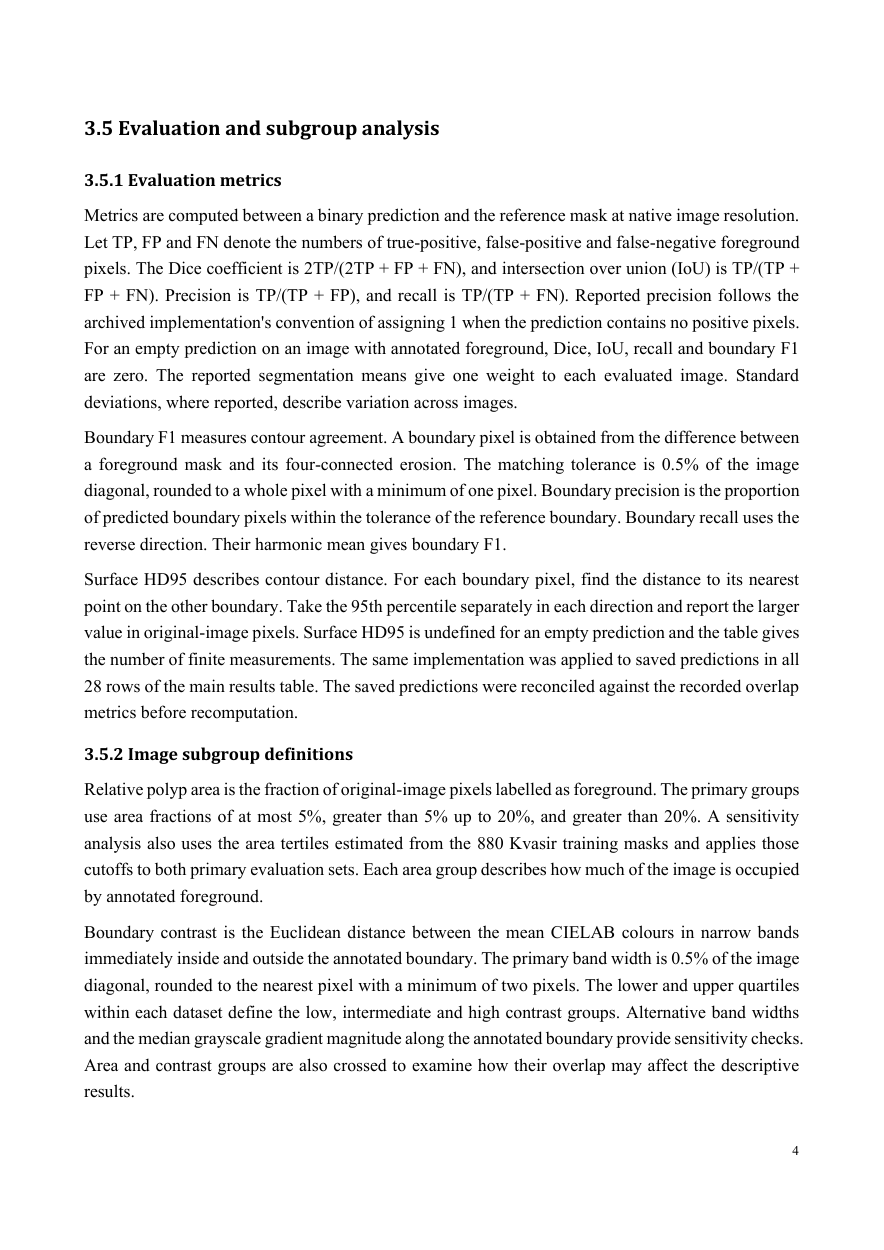 3.5 Evaluation and subgroup analysis
3.5.1 Evaluation metrics
Metrics are computed between a binary prediction and the reference mask at native image resolution.
Let TP, FP and FN denote the numbers of true-positive, false-positive and false-negative foreground
pixels. The Dice coefficient is 2TP/(2TP + FP + FN), and intersection over union (IoU) is TP/(TP +
FP + FN). Precision is TP/(TP + FP), and recall is TP/(TP + FN). Reported precision follows the
archived implementation's convention of assigning 1 when the prediction contains no positive pixels.
For an empty prediction on an image with annotated foreground, Dice, IoU, recall and boundary F1
are zero. The reported segmentation means give one weight to each evaluated image. Standard
deviations, where reported, describe variation across images.
Boundary F1 measures contour agreement. A boundary pixel is obtained from the difference between
a foreground mask and its four-connected erosion. The matching tolerance is 0.5% of the image
diagonal, rounded to a whole pixel with a minimum of one pixel. Boundary precision is the proportion
of predicted boundary pixels within the tolerance of the reference boundary. Boundary recall uses the
reverse direction. Their harmonic mean gives boundary F1.
Surface HD95 describes contour distance. For each boundary pixel, find the distance to its nearest
point on the other boundary. Take the 95th percentile separately in each direction and report the larger
value in original-image pixels. Surface HD95 is undefined for an empty prediction and the table gives
the number of finite measurements. The same implementation was applied to saved predictions in all
28 rows of the main results table. The saved predictions were reconciled against the recorded overlap
metrics before recomputation.
3.5.2 Image subgroup definitions
Relative polyp area is the fraction of original-image pixels labelled as foreground. The primary groups
use area fractions of at most 5%, greater than 5% up to 20%, and greater than 20%. A sensitivity
analysis also uses the area tertiles estimated from the 880 Kvasir training masks and applies those
cutoffs to both primary evaluation sets. Each area group describes how much of the image is occupied
by annotated foreground.
Boundary contrast is the Euclidean distance between the mean CIELAB colours in narrow bands
immediately inside and outside the annotated boundary. The primary band width is 0.5% of the image
diagonal, rounded to the nearest pixel with a minimum of two pixels. The lower and upper quartiles
within each dataset define the low, intermediate and high contrast groups. Alternative band widths
and the median grayscale gradient magnitude along the annotated boundary provide sensitivity checks.
Area and contrast groups are also crossed to examine how their overlap may affect the descriptive
results.
4